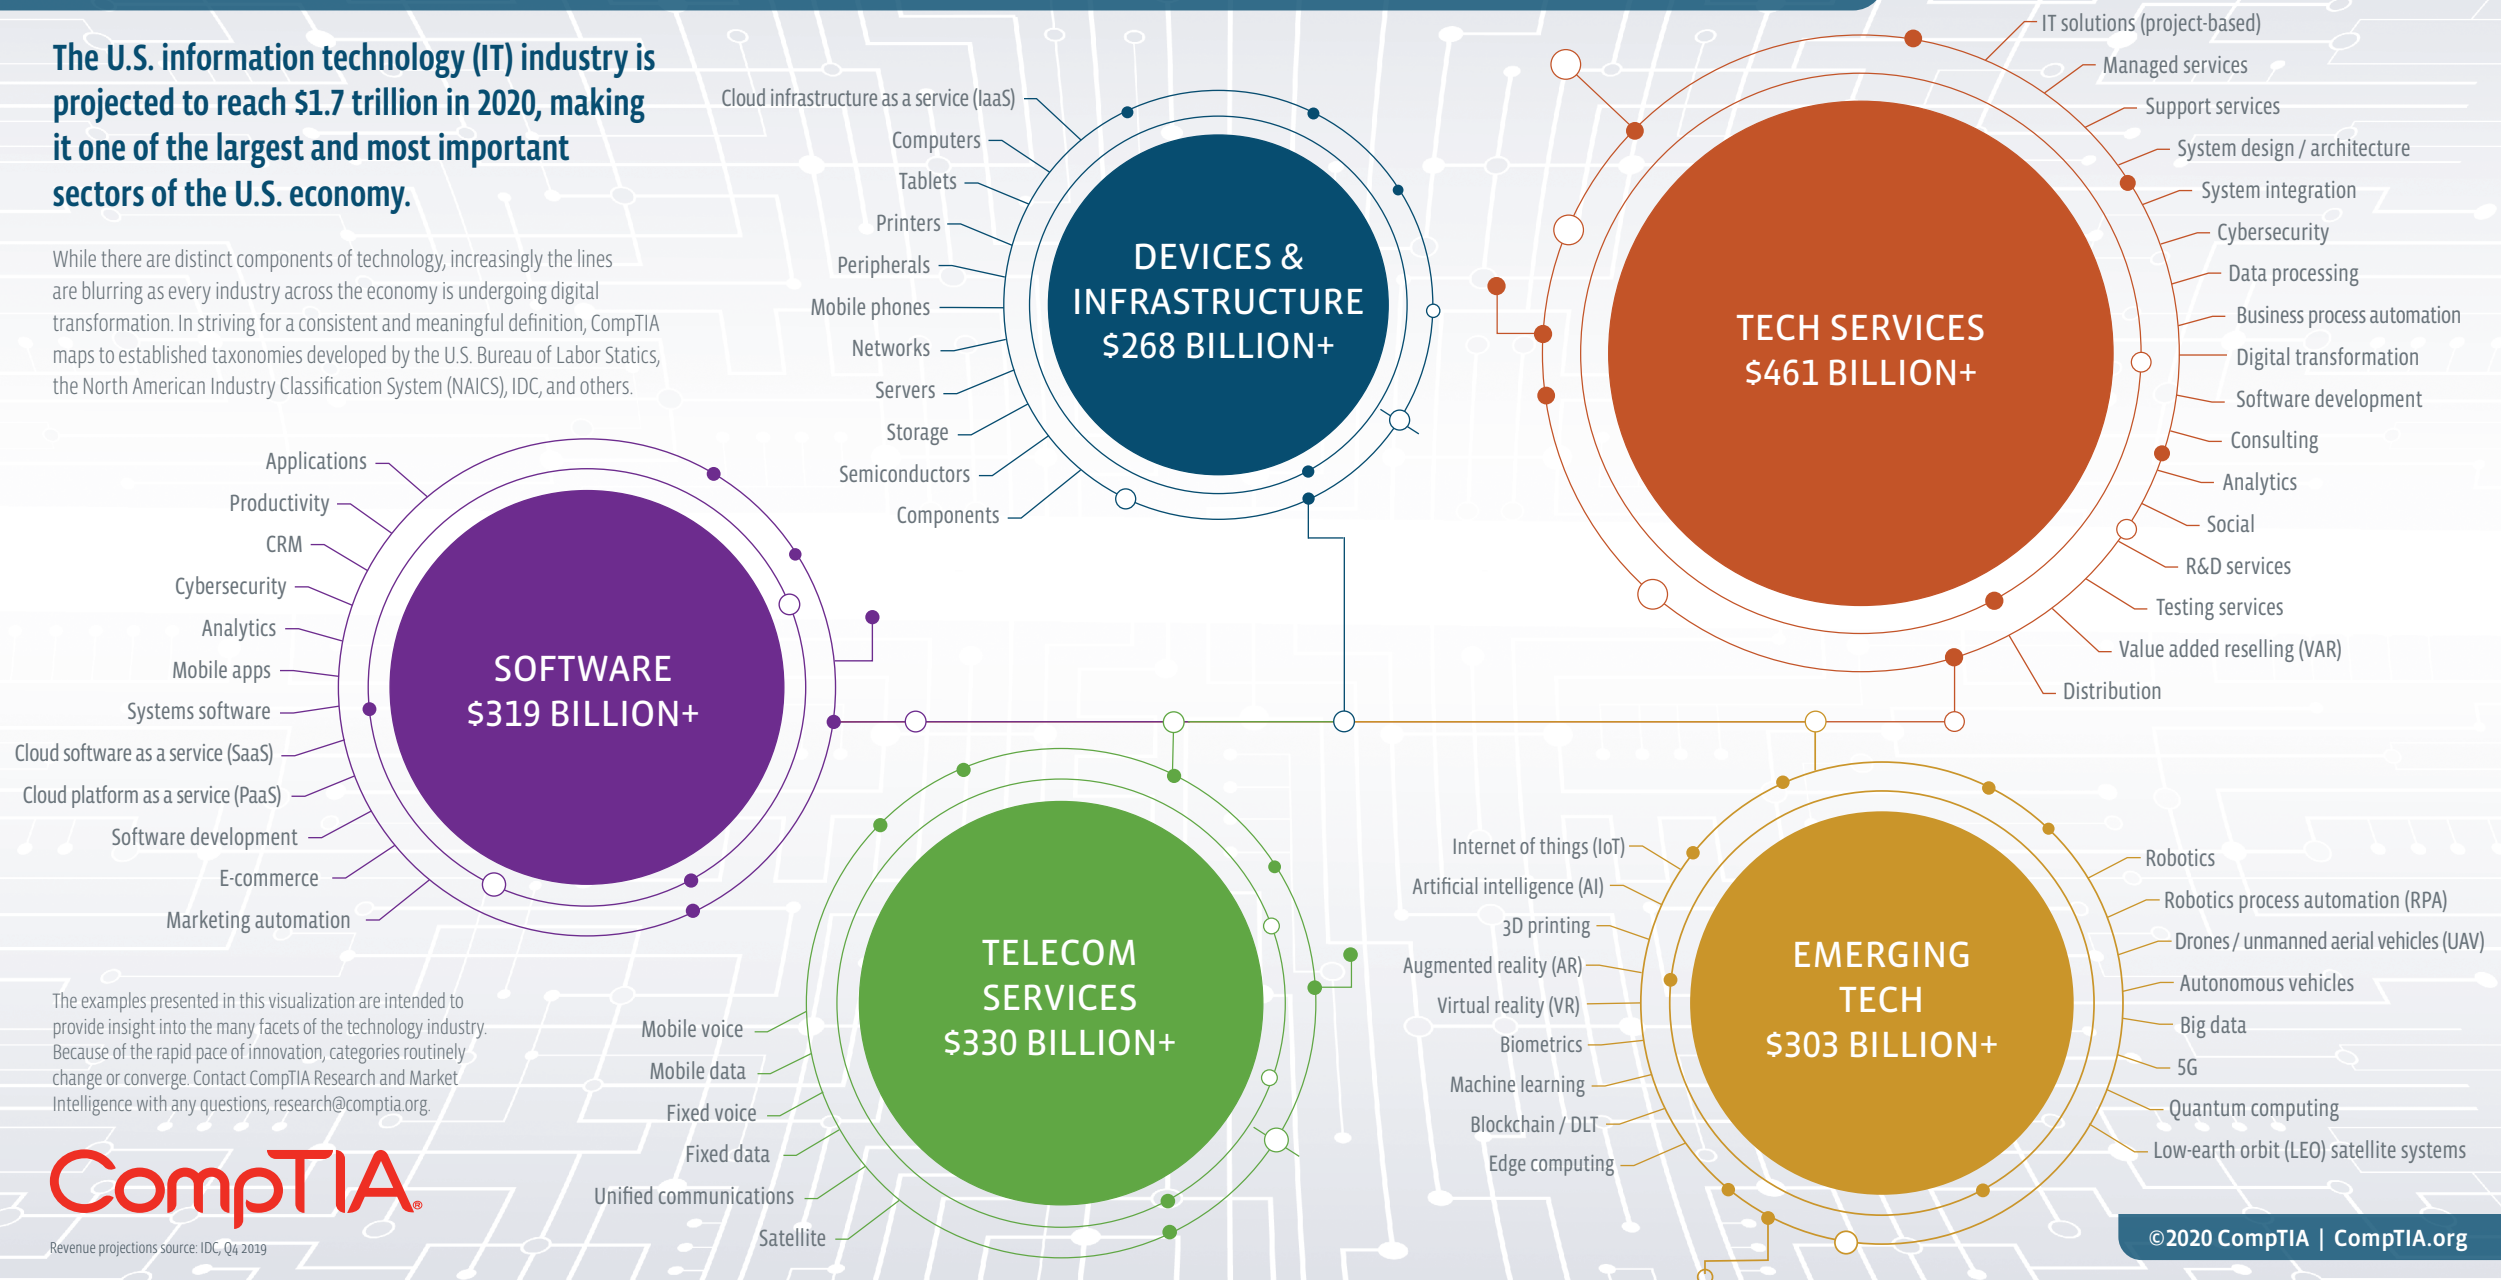 The U.S. information technology (IT) industry is
projected to reach $1.7 trillion in 2020, making
it one of the largest and most important
sectors of the U.S. economy.
While there are distinct components of technology, increasingly the lines
are blurring as every industry across the economy is undergoing digital
transformation. In striving for a consistent and meaningful definition, CompTIA
maps to established taxonomies developed by the U.S. Bureau of Labor Statics,
the North American Industry Classification System (NAICS), IDC, and others.
Cloud infrastructure as a service (IaaS)
Computers
Tablets
Printers
Peripherals
Mobile phones
Networks
Servers
Storage
Semiconductors
Components
DEVICES &
INFRASTRUCTURE
$268 BILLION+
TECH SERVICES
$461 BILLION+
IT solutions (project-based)
Managed services
Support services
System design / architecture
System integration
Cybersecurity
Data processing
Business process automation
Digital transformation
Software development
Consulting
Analytics
Social
R&D services
Testing services
Value added reselling (VAR)
Distribution
Applications
Productivity
CRM
Cybersecurity
Analytics
Mobile apps
Systems software
Cloud software as a service (SaaS)
Cloud platform as a service (PaaS)
Software development
E-commerce
Marketing automation
SOFTWARE
$319 BILLION+
Mobile voice
Mobile data
Fixed voice
Fixed data
Unified communications
Satellite
TELECOM
SERVICES
$330 BILLION+
Internet of things (IoT)
Artificial intelligence (AI)
3D printing
Augmented reality (AR)
Virtual reality (VR)
Biometrics
Machine learning
Blockchain / DLT
Edge computing
EMERGING
TECH
$303 BILLION+
Robotics
Robotics process automation (RPA)
Drones / unmanned aerial vehicles (UAV)
Autonomous vehicles
Big data
5G
Quantum computing
Low-earth orbit (LEO) satellite systems
The examples presented in this visualization are intended to
provide insight into the many facets of the technology industry.
Because of the rapid pace of innovation, categories routinely
change or converge. Contact CompTIA Research and Market
Intelligence with any questions, research@comptia.org.
CompTIA®
Revenue projections source: IDC, Q4 2019
©2020 CompTIA | CompTIA.org